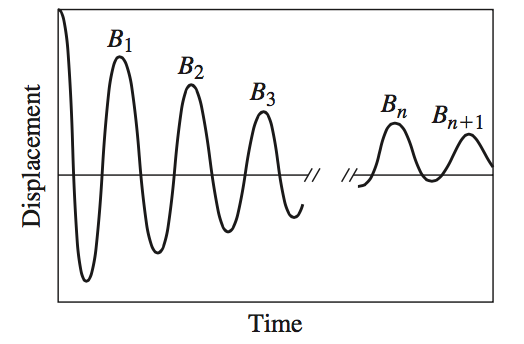 B₁
B₂
B₃
Bₙ
Bₙ₊₁
Displacement
Time